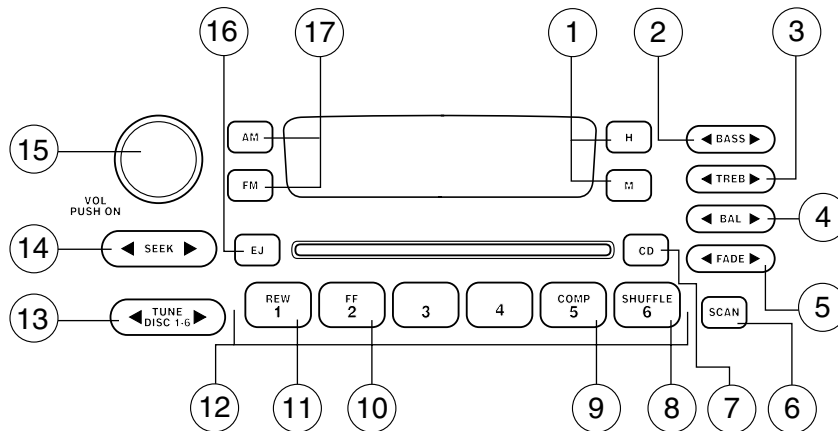 16
17
1
2
3
AM
H
◀ BASS ▶
15
◀ TREB ▶
FM
M
VOL
PUSH ON
◀ BAL ▶
4
14
◀ SEEK ▶
EJ
CD
◀ FADE ▶
5
13
◀ TUNE ▶
DISC 1-6
REW
1
FF
2
3
4
COMP
5
SHUFFLE
6
SCAN
12
11
10
9
8
7
6